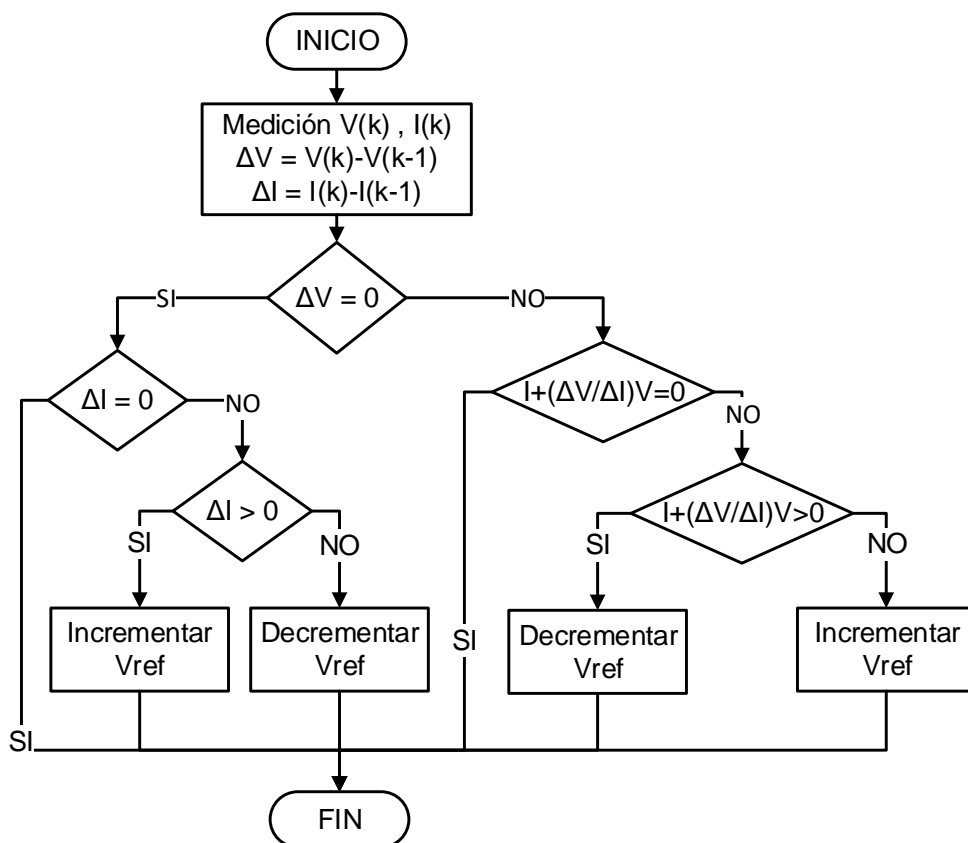 INICIO
Medición V(k) , I(k)
ΔV = V(k)-V(k-1)
ΔI = I(k)-I(k-1)
ΔV = 0
SI
NO
ΔI = 0
NO
I+(ΔV/ΔI)V=0
NO
ΔI > 0
I+(ΔV/ΔI)V>0
SI
NO
SI
NO
Incrementar
Vref
Decrementar
Vref
SI
Decrementar
Vref
Incrementar
Vref
SI
FIN